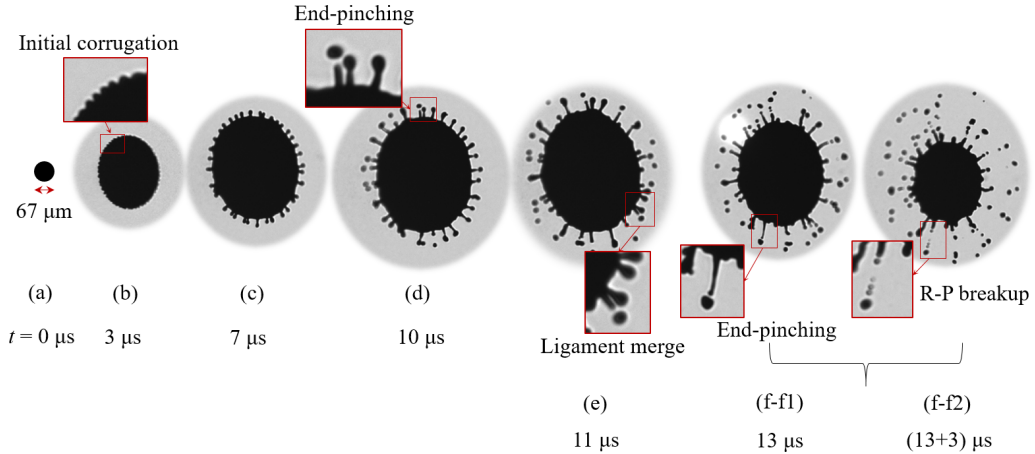 End-pinching
Initial corrugation
67 μm
R-P breakup
End-pinching
Ligament merge
(a) (b) (c) (d)
t = 0 μs 3 μs 7 μs 10 μs
(e) (f-f1) (f-f2)
11 μs 13 μs (13+3) μs